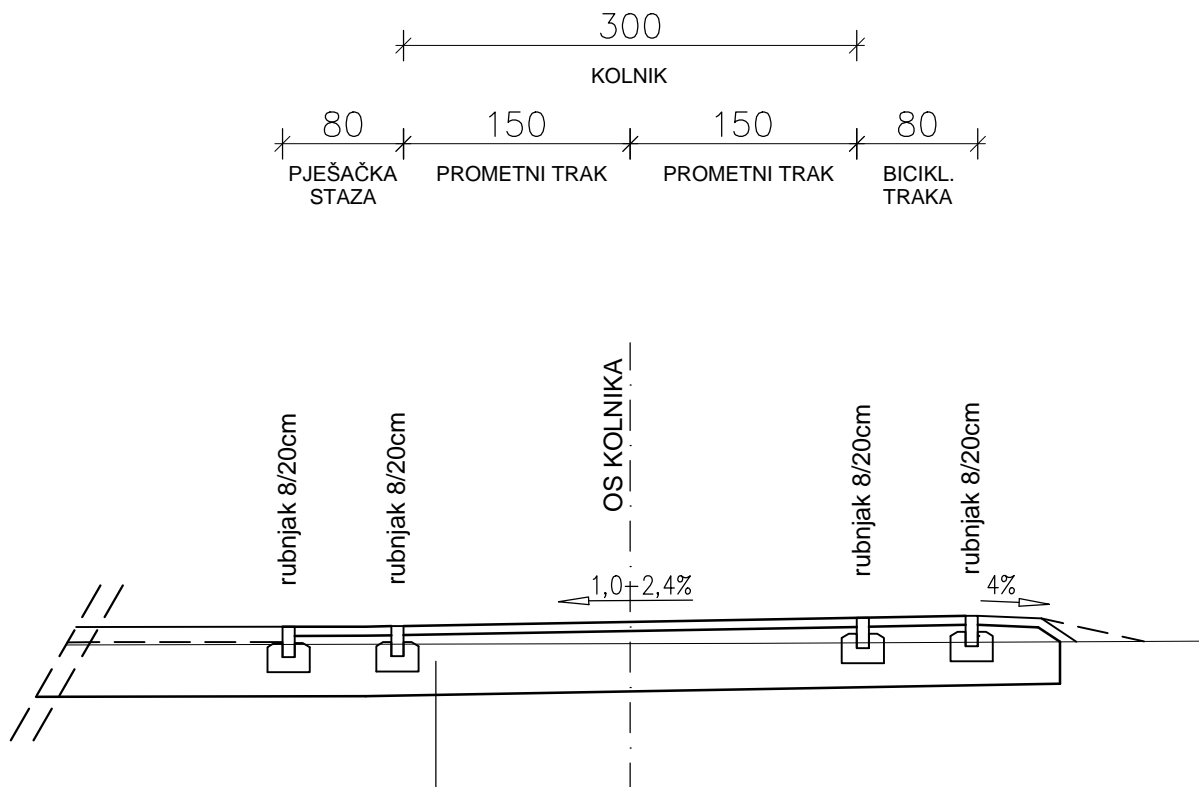 300
KOLNIK
80 150 150 80
PJEŠAČKA STAZA
PROMETNI TRAK
PROMETNI TRAK
BICIKL. TRAKA
rubnjak 8/20cm
rubnjak 8/20cm
OS KOLNIKA
rubnjak 8/20cm
rubnjak 8/20cm
1,0-2,4%
4%